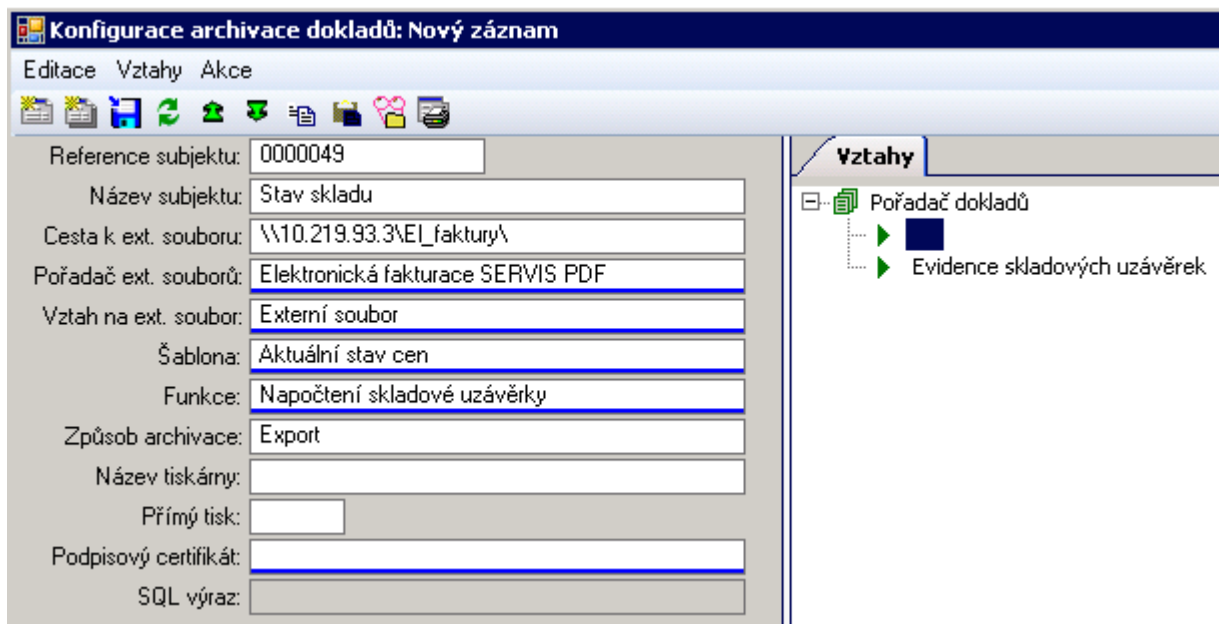 Konfigurace archivace dokladů: Nový záznam
Editace Vztahy Akce
Reference subjektu: 0000049
Název subjektu: Stav skladu
Cesta k ext. souboru: \\10.219.93.3\El_faktury\
Pořadač ext. souborů: Elektronická fakturace SERVIS PDF
Vztah na ext. soubor: Externí soubor
Šablona: Aktuální stav cen
Funkce: Napočtení skladové uzávěrky
Způsob archivace: Export
Název tiskárny:
Přímý tisk:
Podpisový certifikát:
SQL výraz:
Vztahy
Pořadač dokladů
Evidence skladových uzávěrek